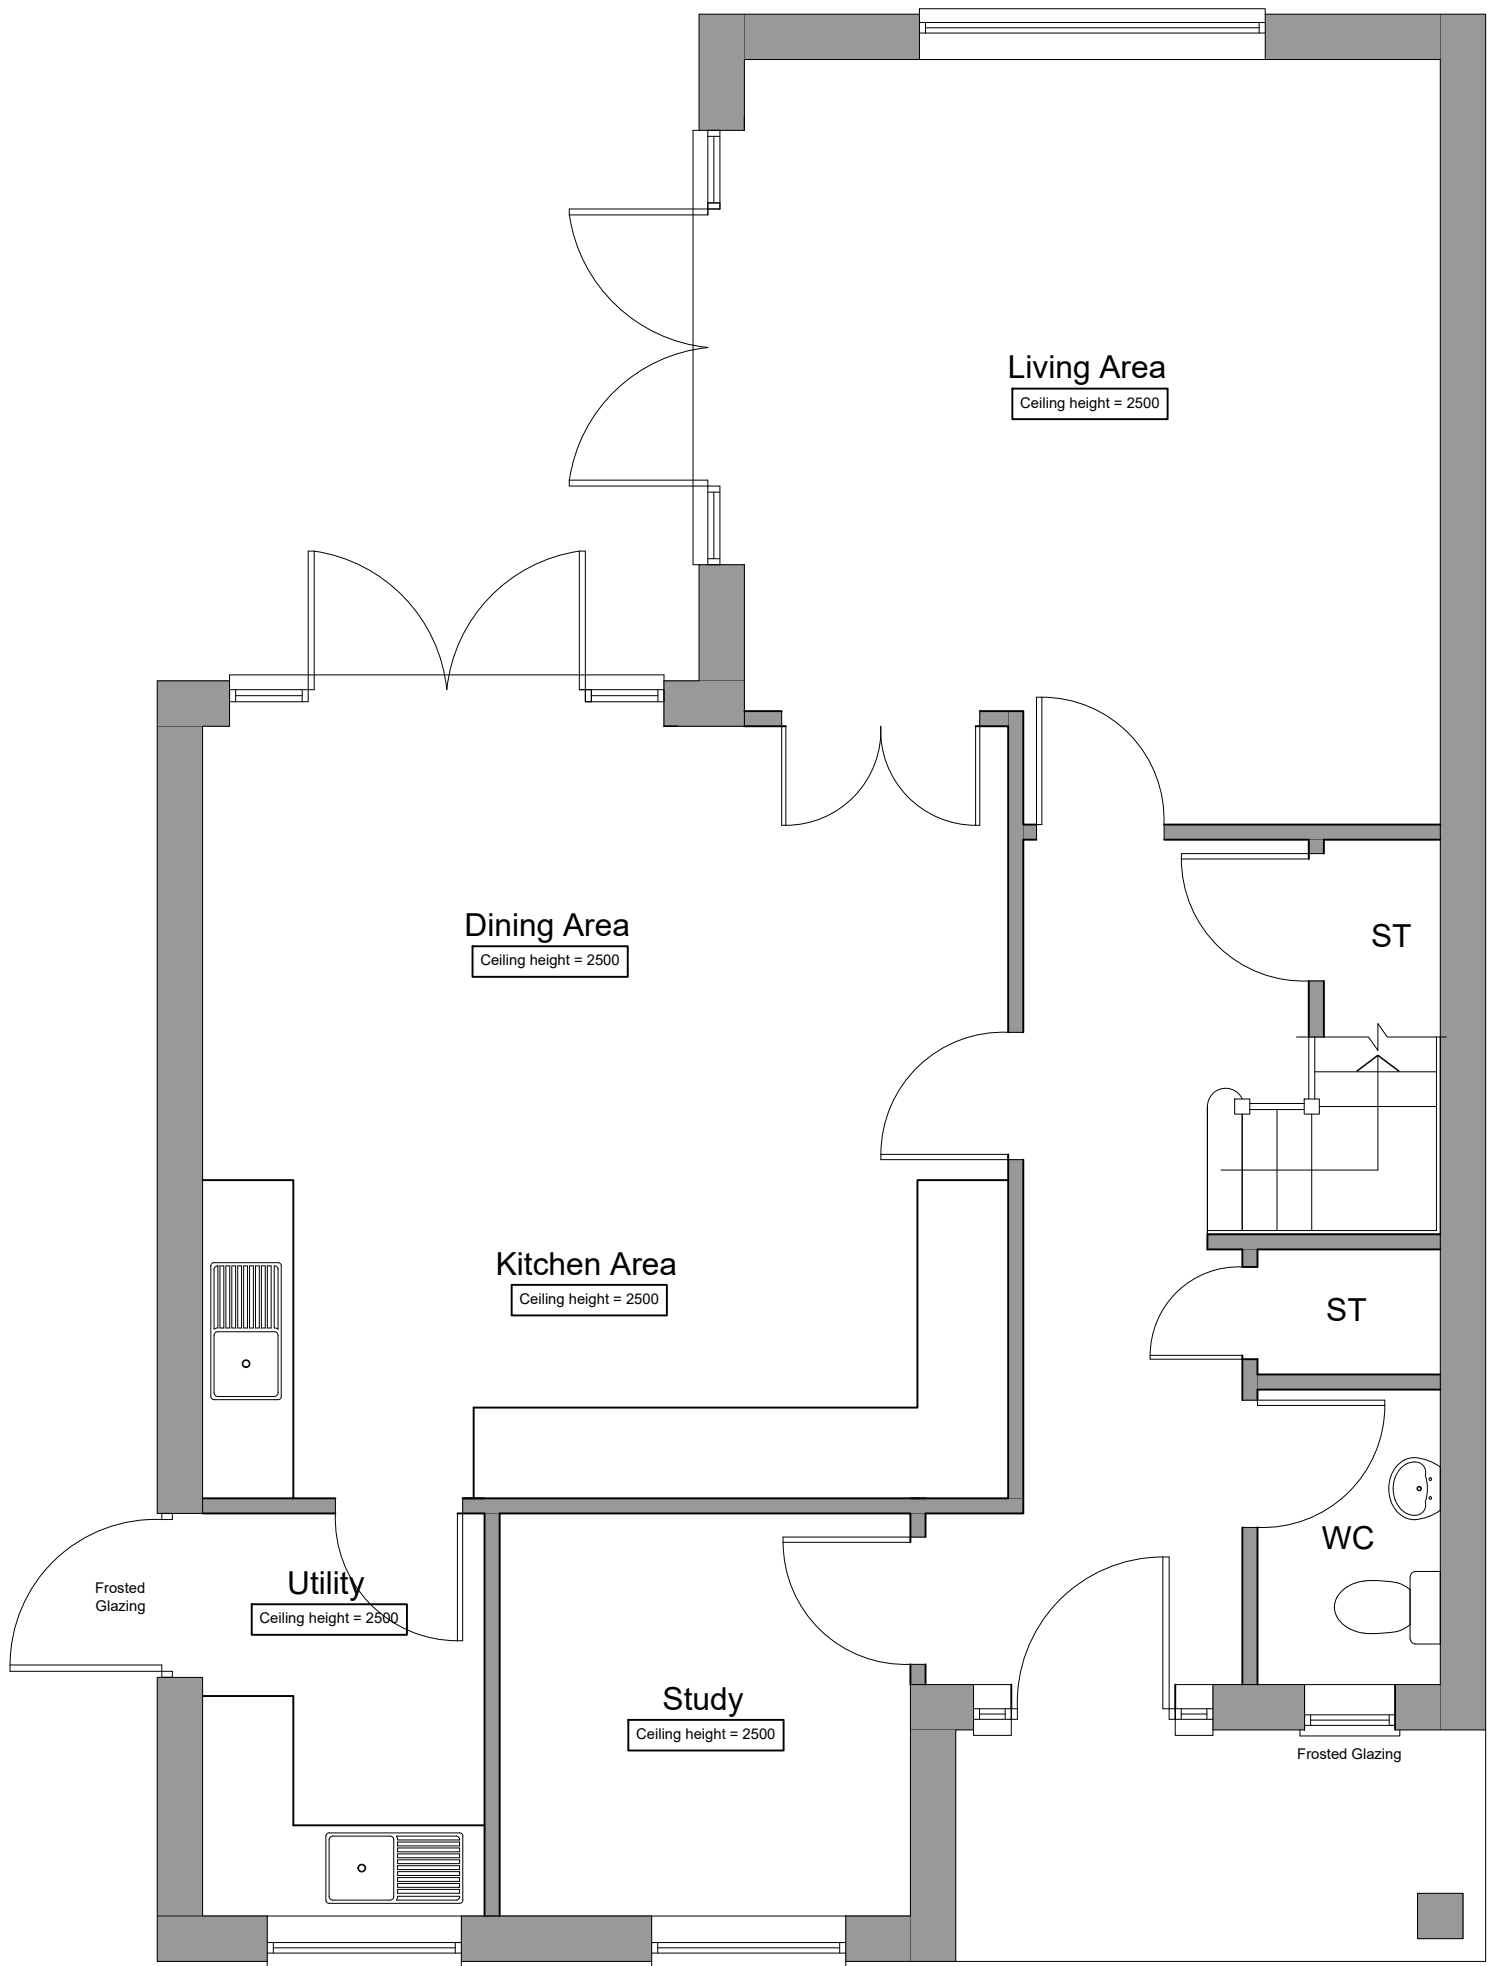 Living Area
Ceiling height = 2500
Dining Area
Ceiling height = 2500
ST
Kitchen Area
Ceiling height = 2500
ST
WC
Utility
Ceiling height = 2500
Frosted
Glazing
Study
Ceiling height = 2500
Frosted Glazing